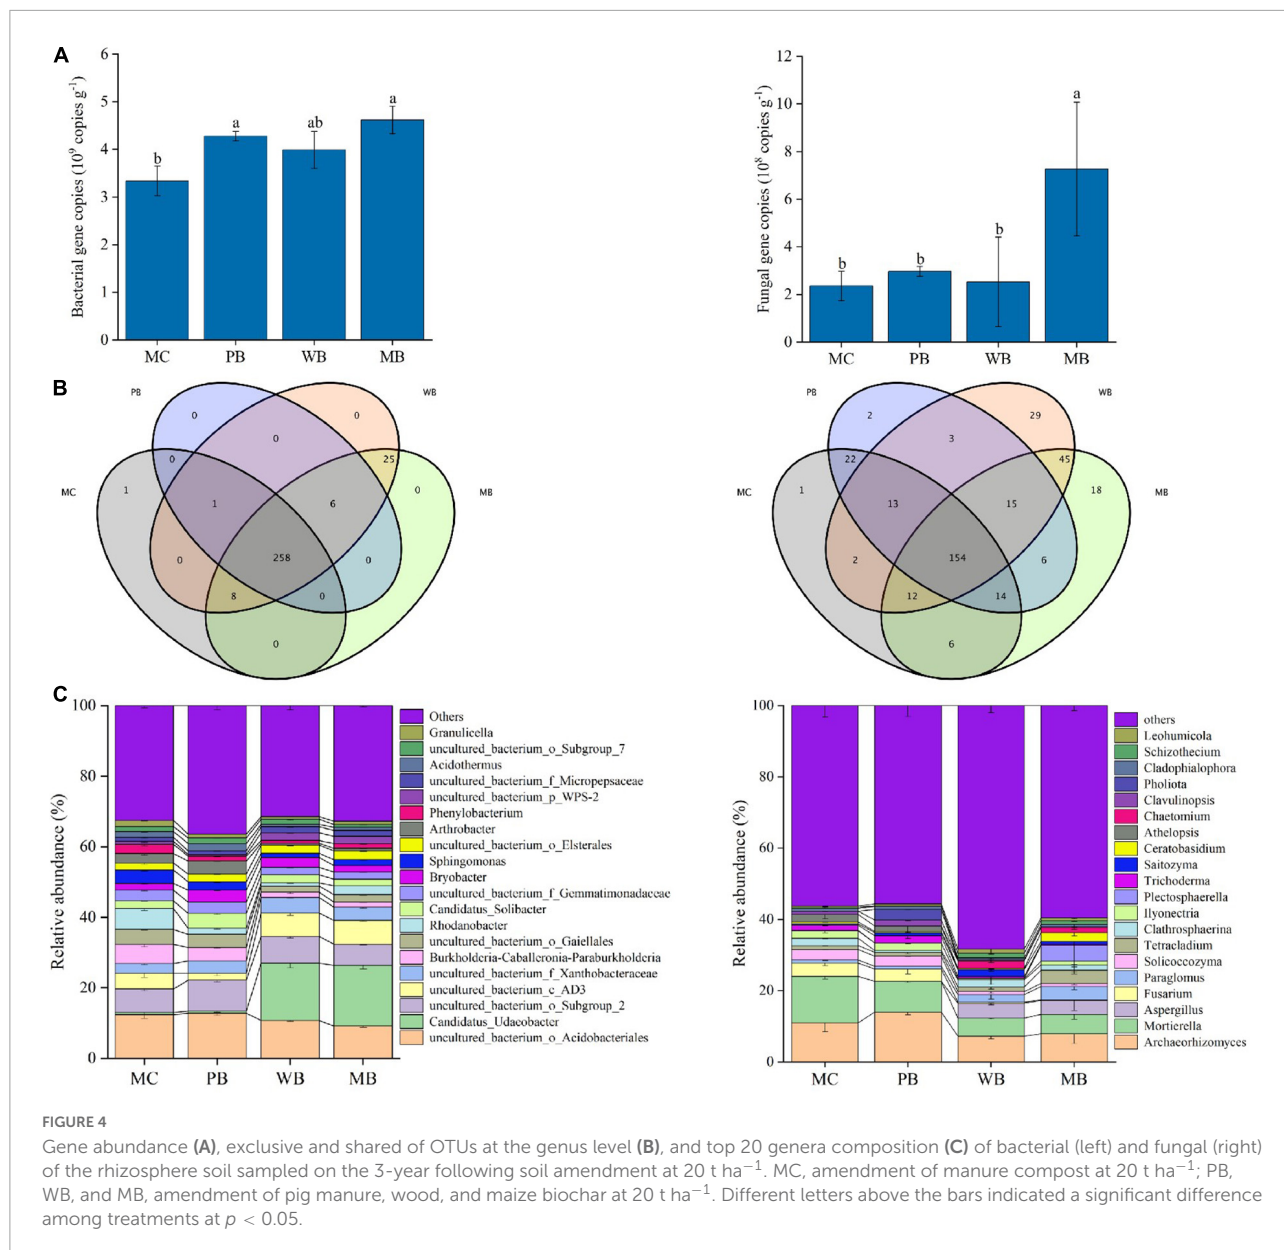 A
Bacterial gene copies (10⁹ copies g⁻¹)
6
5
4
3
2
1
0
b
a
ab
a
MC PB WB MB
Fungal gene copies (10⁸ copies g⁻¹)
12
10
8
6
4
2
0
b
b
b
a
MC PB WB MB
B
PB
WB
MC
MB
0
0
0
0
25
1
0
1
6
0
258
0
8
0
0
PB
WB
MC
MB
2
29
3
22
45
1
18
13
15
2
154
6
12
14
6
C
Relative abundance (%)
100
80
60
40
20
0
MC PB WB MB
Others
Granulicella
uncultured_bacterium_o_Subgroup_7
Acidothermus
uncultured_bacterium_f_Micropepsaceae
uncultured_bacterium_p_WPS-2
Phenylobacterium
Arthrobacter
uncultured_bacterium_o_Elsterales
Sphingomonas
Bryobacter
uncultured_bacterium_f_Gemmatimonadaceae
Candidatus_Solibacter
Rhodanobacter
uncultured_bacterium_o_Gaiellales
Burkholderia-Caballeronia-Paraburkholderia
uncultured_bacterium_f_Xanthobacteraceae
uncultured_bacterium_c_AD3
uncultured_bacterium_o_Subgroup_2
Candidatus_Udaeobacter
uncultured_bacterium_o_Acidobacteriales
Relative abundance (%)
100
80
60
40
20
0
MC PB WB MB
others
Leohumicola
Schizothecium
Cladophialophora
Pholiota
Clavulinopsis
Chaetomium
Athelopsis
Ceratobasidium
Saitozyma
Trichoderma
Plectosphaerella
Ilyonectria
Clathrosphaerina
Tetracladium
Solicoccozyma
Paraglomus
Fusarium
Aspergillus
Mortierella
Archaeorhizomyces
FIGURE 4
Gene abundance (A), exclusive and shared of OTUs at the genus level (B), and top 20 genera composition (C) of bacterial (left) and fungal (right)
of the rhizosphere soil sampled on the 3-year following soil amendment at 20 t ha⁻¹. MC, amendment of manure compost at 20 t ha⁻¹; PB,
WB, and MB, amendment of pig manure, wood, and maize biochar at 20 t ha⁻¹. Different letters above the bars indicated a significant difference
among treatments at p < 0.05.